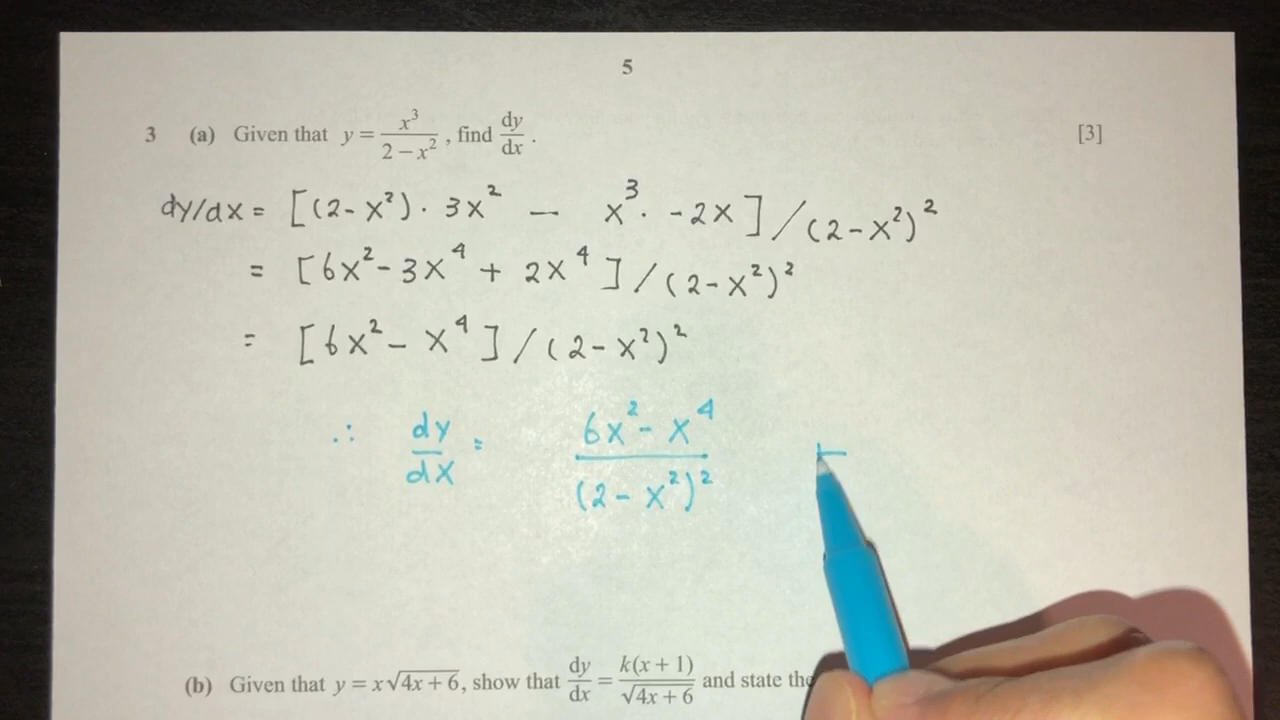 5
3 (a) Given that y = x³/(2 − x²), find dy/dx. [3]
dy/dx = [(2 - x²) · 3x² — x³ · -2x] / (2 - x²)²
= [6x² - 3x⁴ + 2x⁴] / (2 - x²)²
= [6x² - x⁴] / (2 - x²)²
∴ dy/dx = (6x² - x⁴)/(2 - x²)²
(b) Given that y = x√(4x + 6), show that dy/dx = k(x + 1)/√(4x + 6) and state the